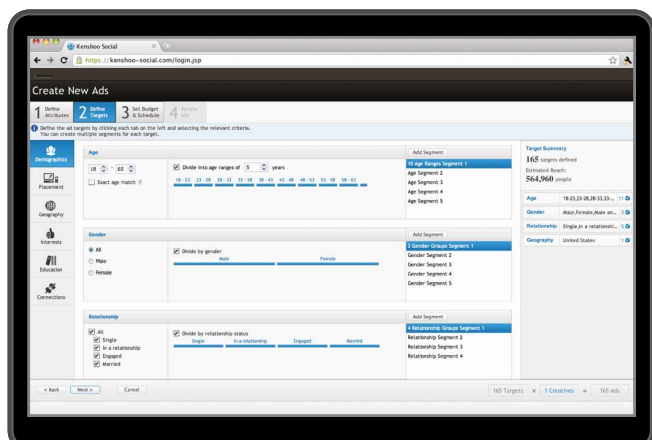 Kenshoo Social
https://kenshoo-social.com/login.jsp
Create New Ads
1 Define Attributes
2 Define Targets
3 Set Budget & Schedule
4 Review Ads
Define the ad targets by clicking each tab on the left and selecting the relevant criteria.
You can create multiple segments for each target.
Demographics
Placement
Geography
Interests
Education
Connections
Age
18 - 65
Exact age match ?
Divide into age ranges of 5 years
18 - 23 23 - 28 28 - 33 33 - 38 38 - 43 43 - 48 48 - 53 53 - 58 58 - 63
Add Segment
10 Age Ranges Segment 1
Age Segment 2
Age Segment 3
Age Segment 4
Age Segment 5
Gender
All
Male
Female
Divide by gender
Male Female
Add Segment
3 Gender Groups Segment 1
Gender Segment 2
Gender Segment 3
Gender Segment 4
Gender Segment 5
Relationship
All
Single
In a relationship
Engaged
Married
Divide by relationship status
Single In a relationship Engaged Married
Add Segment
4 Relationship Groups Segment 1
Relationship Segment 2
Relationship Segment 3
Relationship Segment 4
Target Summary
165 targets defined
Estimated Reach:
564,960 people
Age 18-23,23-28,28-33,33-... 11
Gender Male,Female,Male an... 3
Relationship Single,In a relationshi... 5
Geography United States 1
< Back Next > Cancel
165 Targets x 1 Creatives = 165 Ads